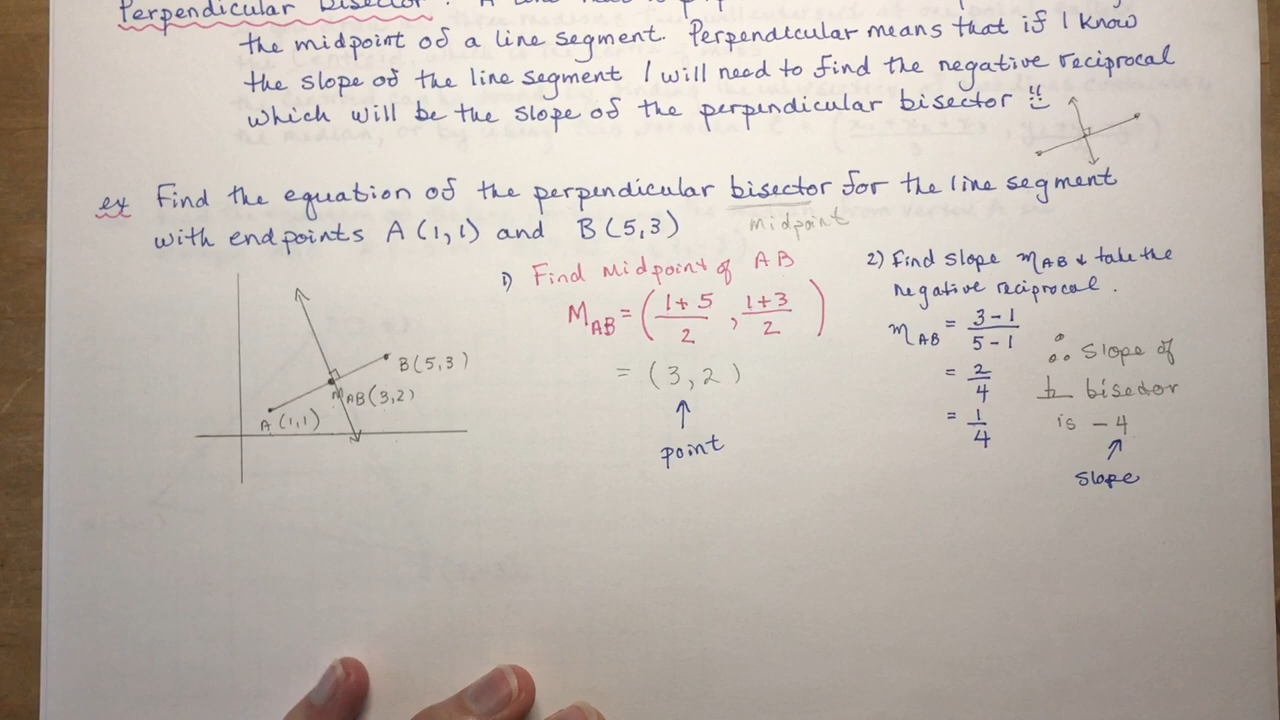 Perpendicular Bisector : A line
the midpoint of a line segment. Perpendicular means that if I know
the slope of the line segment I will need to find the negative reciprocal
which will be the slope of the perpendicular bisector
ex Find the equation of the perpendicular bisector for the line segment
with endpoints A (1,1) and B (5,3)
midpoint
B (5,3)
MAB (3,2)
A (1,1)
1) Find Midpoint of AB
MAB = (1+5/2, 1+3/2)
= (3,2)
↑
point
2) Find slope mAB & take the
negative reciprocal.
mAB = 3-1/5-1
= 2/4
= 1/4
∴ slope of
⊥ bisector
is -4
↑
slope